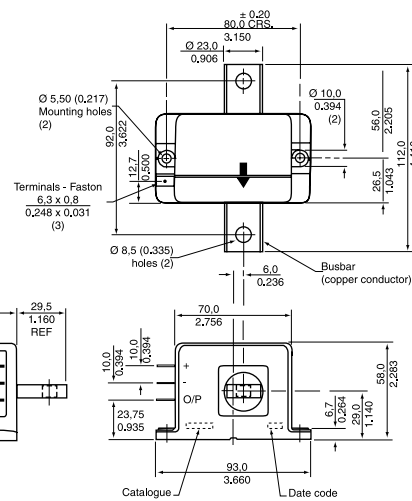 ± 0.20
80,0 CRS.
3.150
Ø 23,0
0.906
Ø 10,0
0.394
(2)
Ø 5,50 (0.217)
Mounting holes
(2)
92,0
3.622
12,7
0.500
56,0
2.205
112,0
26,5
1.043
Terminals - Faston
6,3 x 0,8
0.248 x 0.031
(3)
Ø 8,5 (0.335)
holes (2)
6,0
0.236
Busbar
(copper conductor)
29,5
1.160
REF
70,0
2.756
10,0
0.394
10,0
0.394
+
-
O/P
23,75
0.935
58,0
2.283
6,7
0.264
29,0
1.140
93,0
3.660
Catalogue
Date code